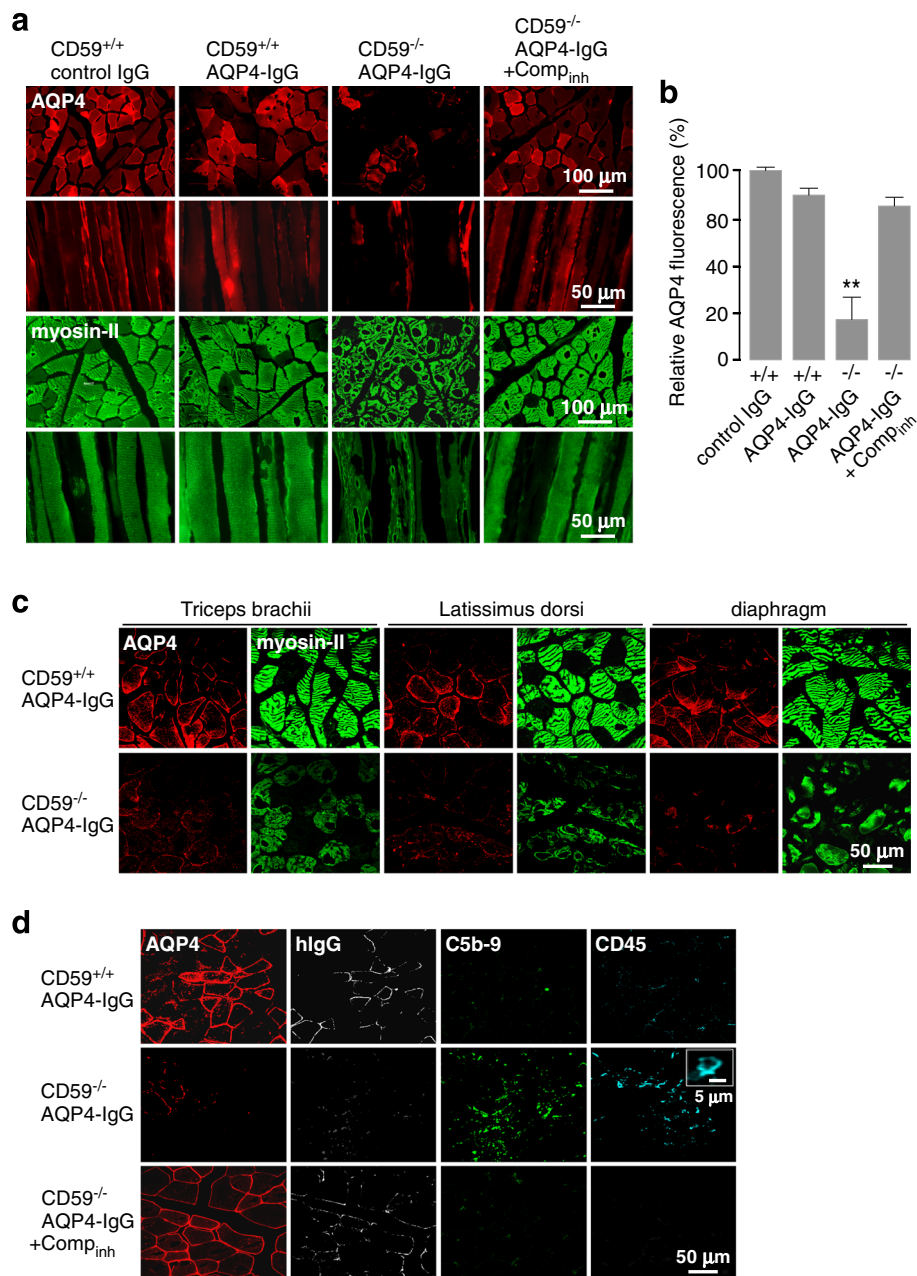 a
CD59+/+
control IgG
CD59+/+
AQP4-IgG
CD59-/-
AQP4-IgG
CD59-/-
AQP4-IgG
+Compinh
AQP4
100 μm
50 μm
myosin-II
100 μm
50 μm
b
Relative AQP4 fluorescence (%)
100
80
40
20
0
**
+/+
+/+
-/-
-/-
control IgG
AQP4-IgG
AQP4-IgG
AQP4-IgG
+ Compinh
c
Triceps brachii
Latissimus dorsi
diaphragm
AQP4
myosin-II
CD59+/+
AQP4-IgG
CD59-/-
AQP4-IgG
50 μm
d
AQP4
hIgG
C5b-9
CD45
CD59+/+
AQP4-IgG
CD59-/-
AQP4-IgG
5 μm
CD59-/-
AQP4-IgG
+Compinh
50 μm